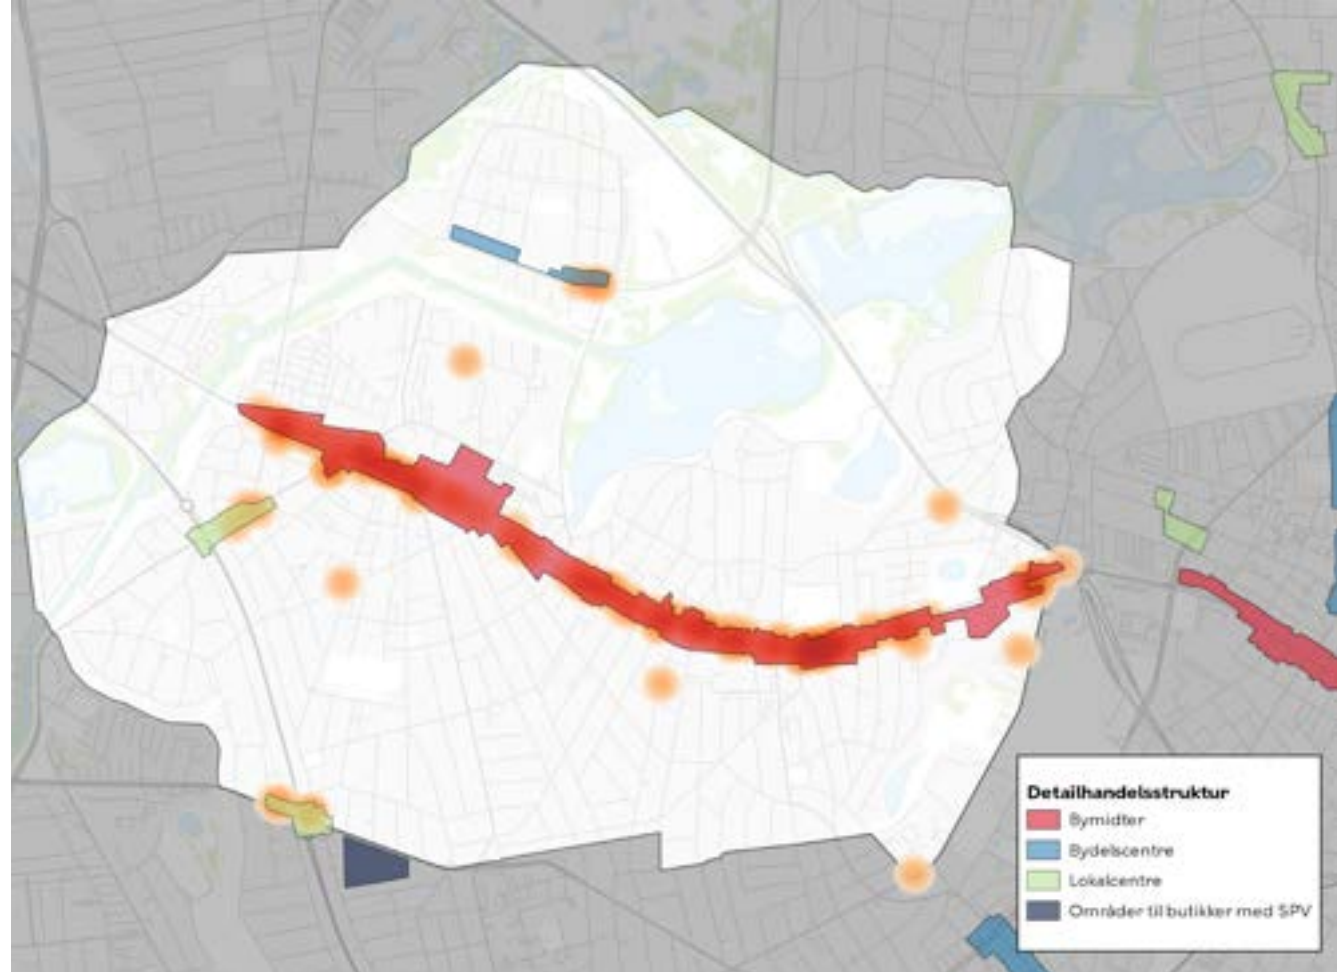 Detailhandelsstruktur
Bymidter
Bydelscentre
Lokalcentre
Områder til butikker med SPV